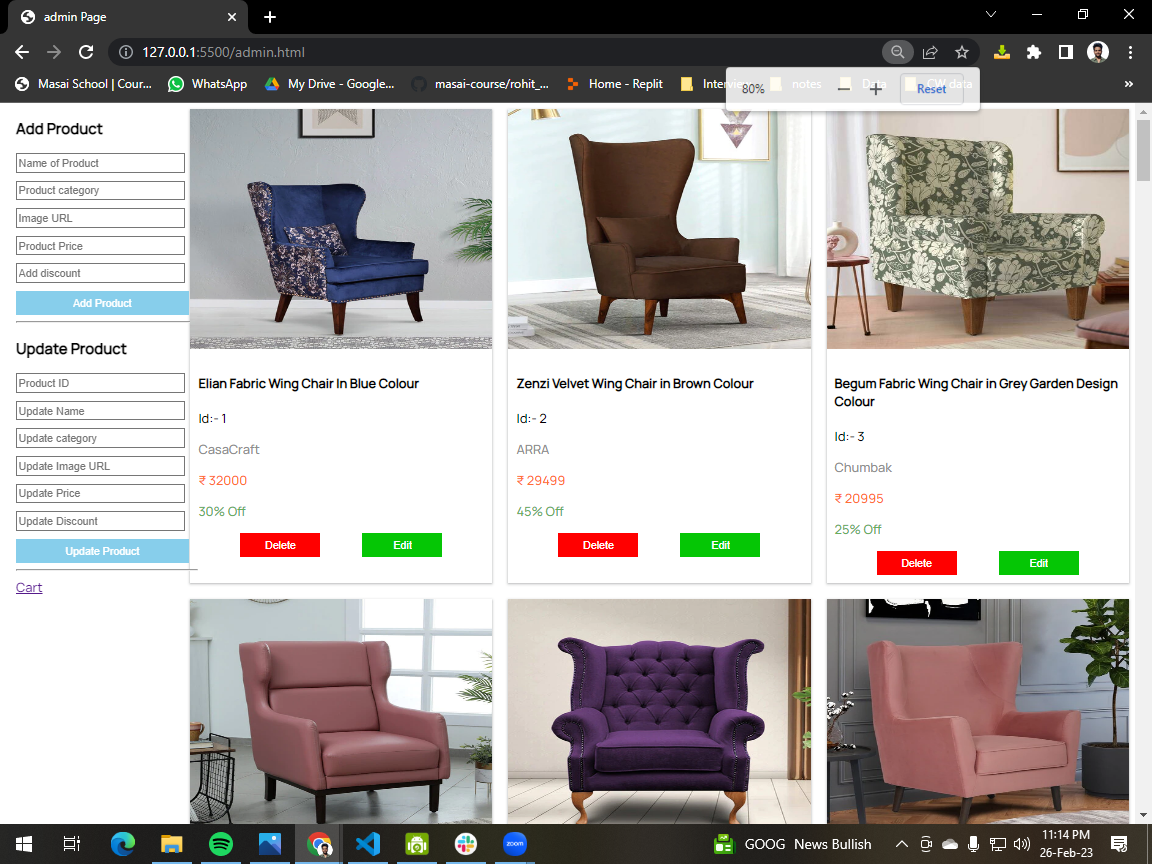 admin Page
127.0.0.1:5500/admin.html
Masai School | Cour...
WhatsApp
My Drive - Google...
masai-course/rohit_...
Home - Replit
Interview
notes
Data
CW data
»
80%
Reset
Add Product
Name of Product
Product category
Image URL
Product Price
Add discount
Add Product
Update Product
Product ID
Update Name
Update category
Update Image URL
Update Price
Update Discount
Update Product
Cart
Elian Fabric Wing Chair In Blue Colour
Id:- 1
CasaCraft
₹ 32000
30% Off
Delete
Edit
Zenzi Velvet Wing Chair in Brown Colour
Id:- 2
ARRA
₹ 29499
45% Off
Delete
Edit
Begum Fabric Wing Chair in Grey Garden Design
Colour
Id:- 3
Chumbak
₹ 20995
25% Off
Delete
Edit
zoom
GOOG News Bullish
11:14 PM
26-Feb-23